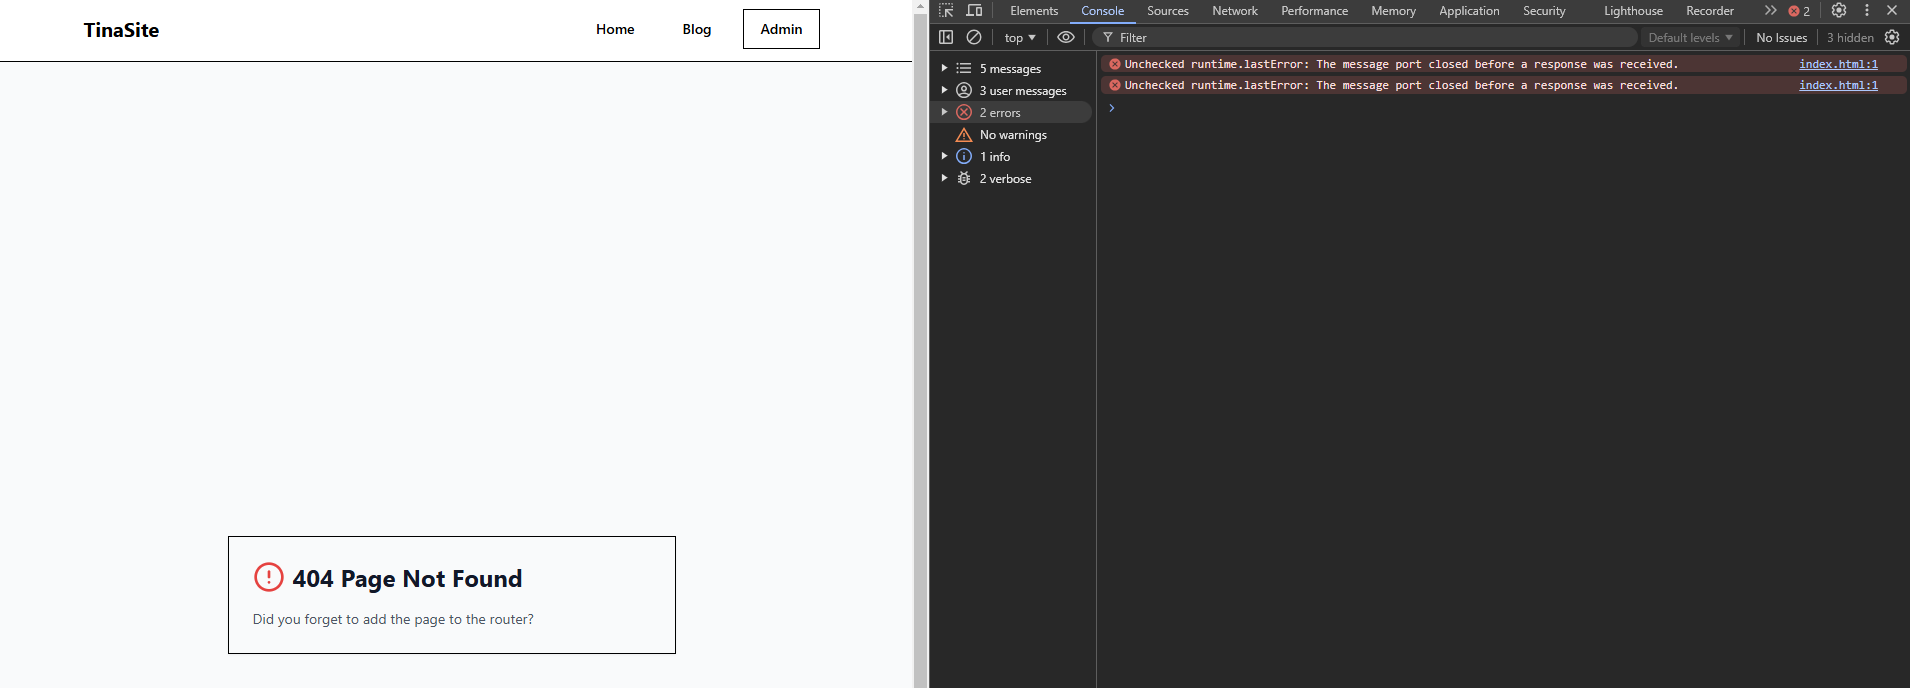 TinaSite
Home
Blog
Admin
404 Page Not Found
Did you forget to add the page to the router?
Elements
Console
Sources
Network
Performance
Memory
Application
Security
Lighthouse
Recorder
2
top
Filter
Default levels
No Issues
3 hidden
5 messages
3 user messages
2 errors
No warnings
1 info
2 verbose
Unchecked runtime.lastError: The message port closed before a response was received. index.html:1
Unchecked runtime.lastError: The message port closed before a response was received. index.html:1